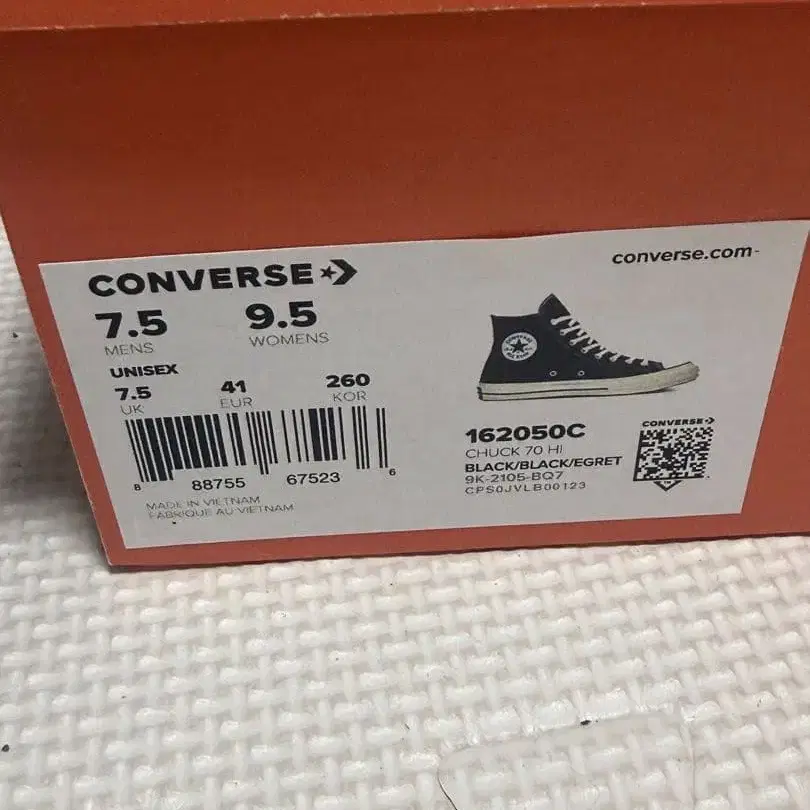 CONVERSE
converse.com
7.5 9.5
MENS WOMENS
UNISEX
7.5 41 260
UK EUR KOR
8 88755 67523 6
MADE IN VIETNAM
FABRIQUE AU VIETNAM
162050C
CHUCK 70 HI
BLACK/BLACK/EGRET
9K-2105-BQ7
CPS0JVLB00123
CONVERSE